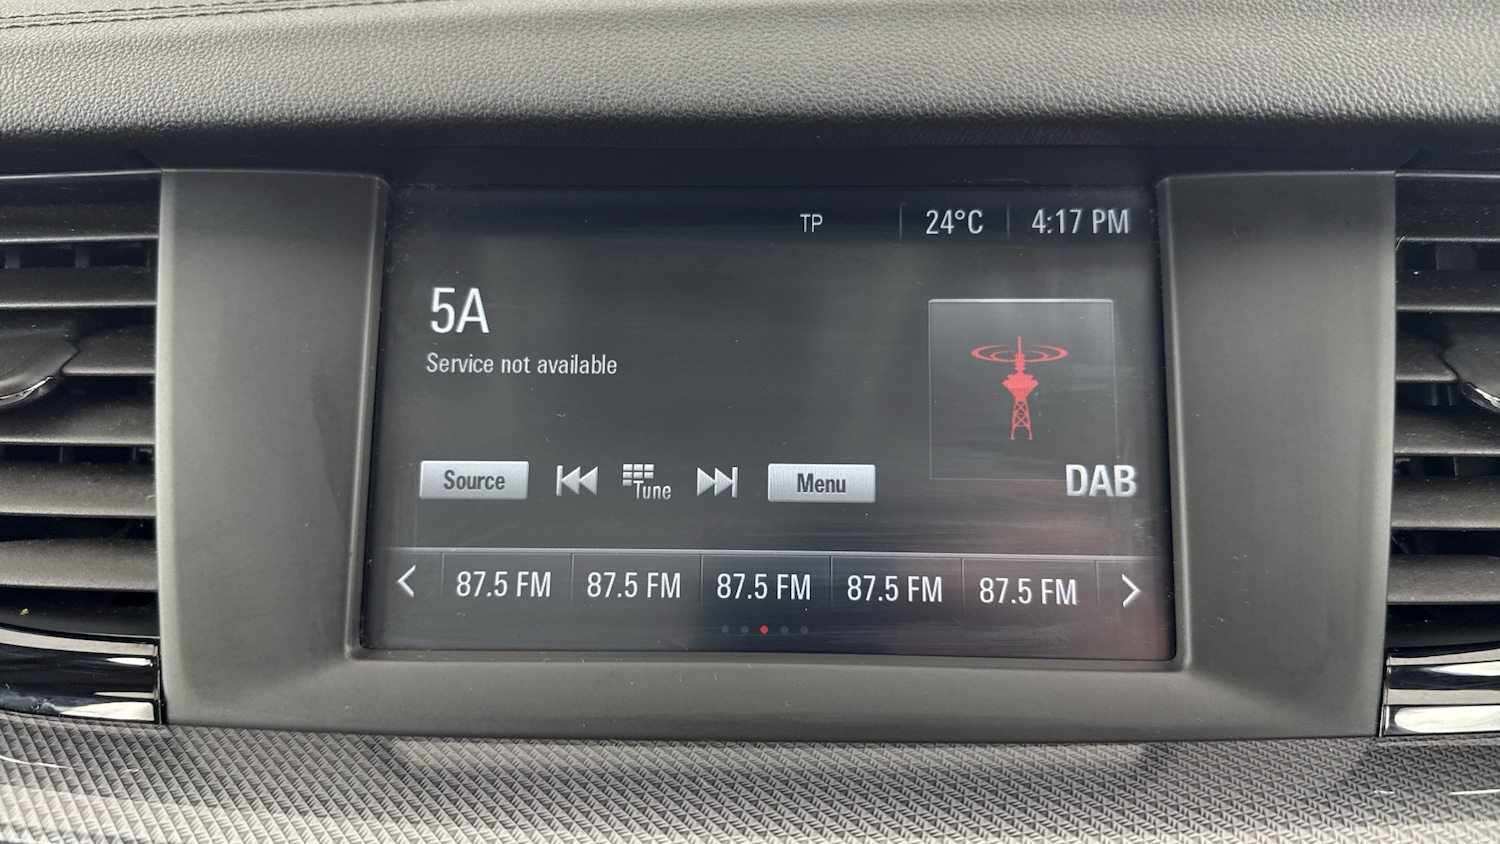 TP 24°C 4:17 PM
5A
Service not available
Source Tune Menu
DAB
87.5 FM 87.5 FM 87.5 FM 87.5 FM 87.5 FM